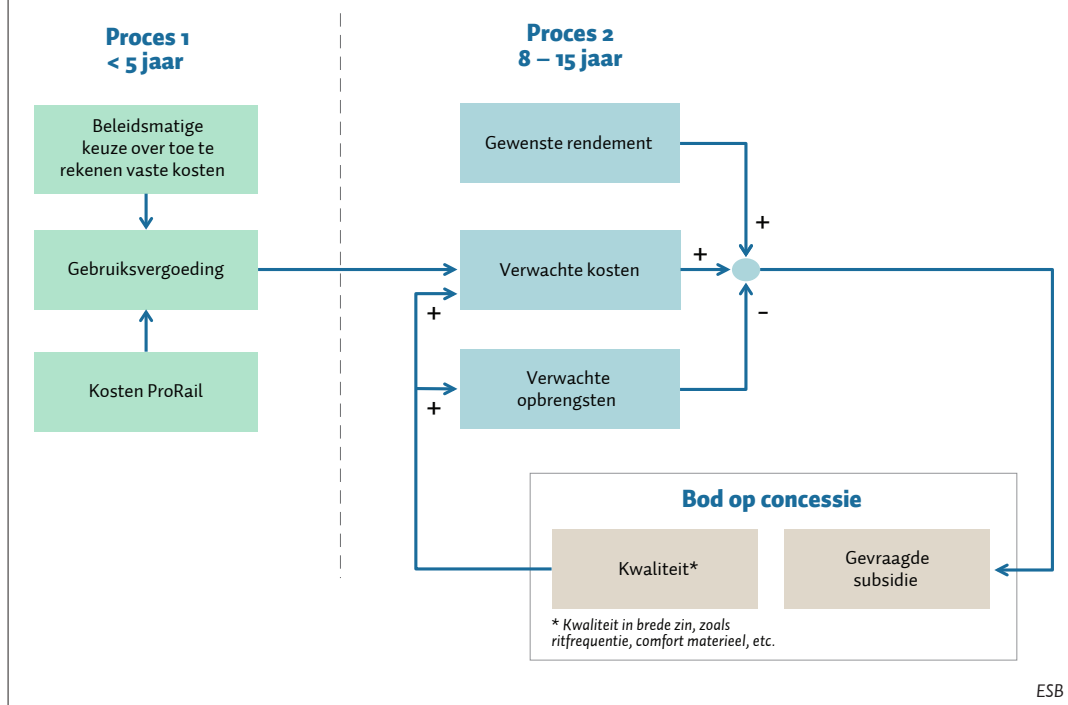 Proces 1
< 5 jaar
Beleidsmatige
keuze over toe te
rekenen vaste kosten
Gebruiksvergoeding
Kosten ProRail
Proces 2
8 – 15 jaar
Gewenste rendement
+
Verwachte kosten
+
+
–
Verwachte
opbrengsten
+
Bod op concessie
Kwaliteit*
Gevraagde
subsidie
* Kwaliteit in brede zin, zoals
ritfrequentie, comfort materieel, etc.
ESB